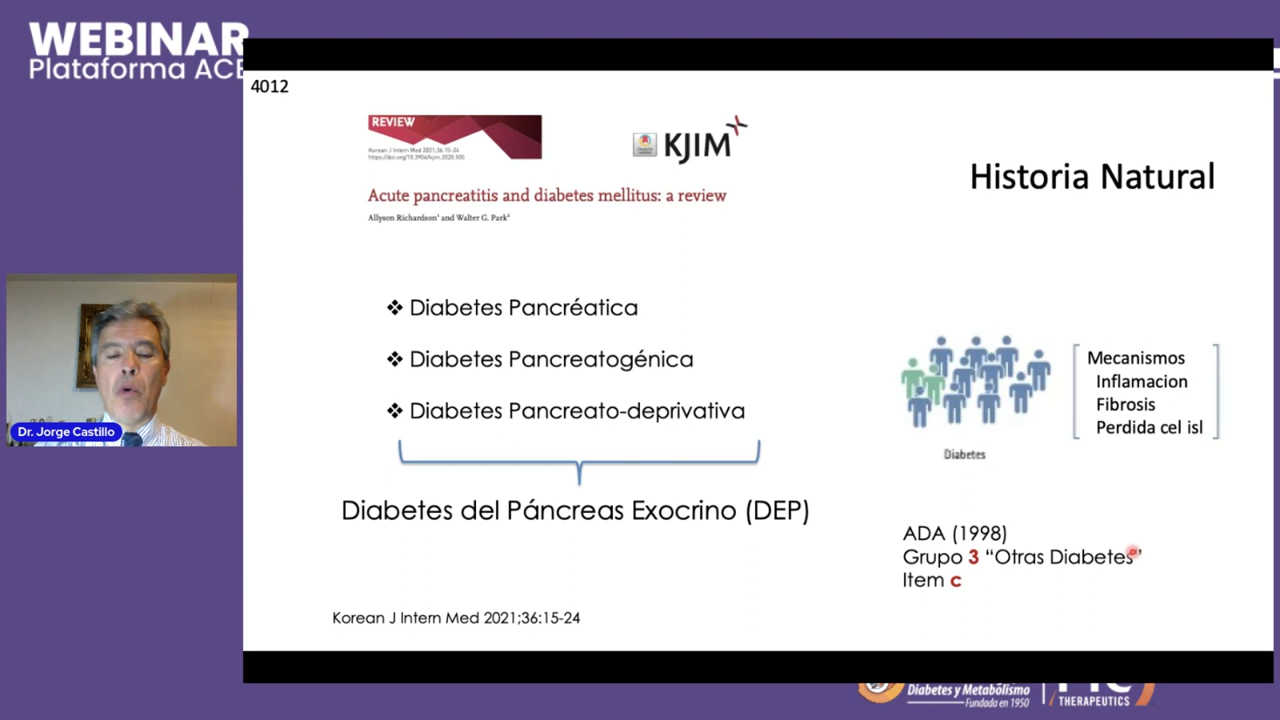 WEBINAR
Plataforma ACE
4012
REVIEW
Korean J Intern Med 2021;36:15-24
https://doi.org/10.3904/kjim.2020.505
KJIM
Historia Natural
Acute pancreatitis and diabetes mellitus: a review
Allyson Richardson¹ and Walter G. Park²
❖ Diabetes Pancréatica
❖ Diabetes Pancreatogénica
❖ Diabetes Pancreato-deprivativa
Mecanismos
Inflamacion
Fibrosis
Perdida cel isl
Diabetes
Dr. Jorge Castillo
Diabetes del Páncreas Exocrino (DEP)
ADA (1998)
Grupo 3 “Otras Diabetes”
Item c
Korean J Intern Med 2021;36:15-24
Diabetes y Metabolismo
Fundada en 1950
THERAPEUTICS